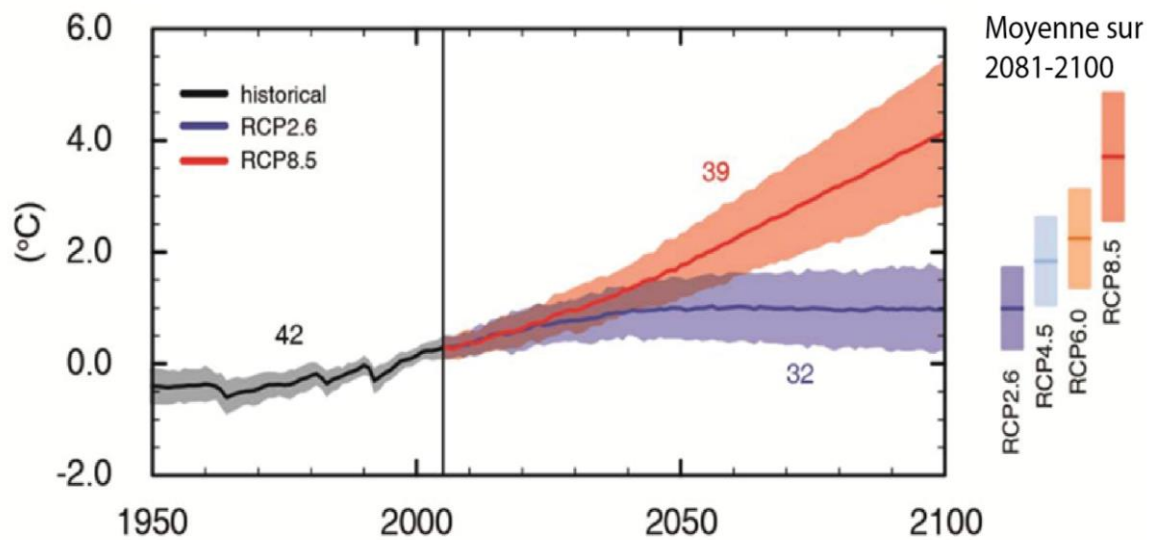 6.0
4.0
2.0
0.0
-2.0
(°C)
historical
RCP2.6
RCP8.5
42
39
32
1950
2000
2050
2100
Moyenne sur
2081-2100
RCP2.6
RCP4.5
RCP6.0
RCP8.5